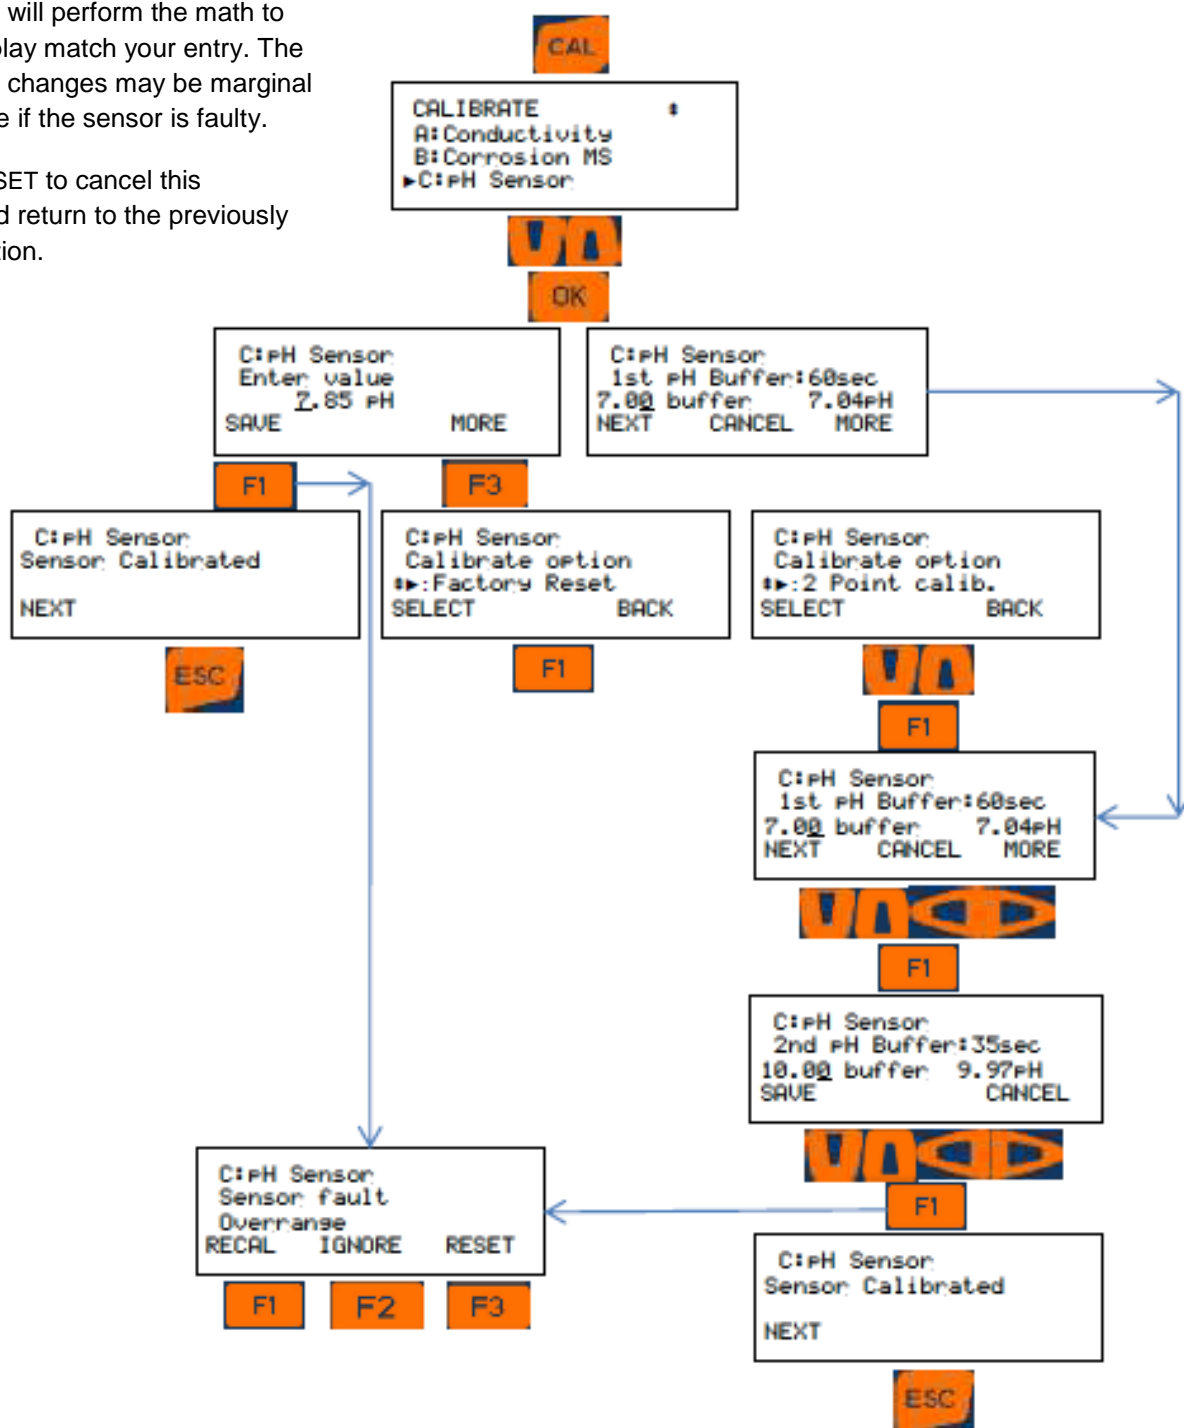 will perform the math to
play match your entry. The
changes may be marginal
e if the sensor is faulty.
SET to cancel this
d return to the previously
tion.
CAL
CALIBRATE
A:Conductivity
B:Corrosion MS
►C:pH Sensor
OK
C:pH Sensor
Enter value
7.85 pH
SAVE MORE
C:pH Sensor
1st pH Buffer:60sec
7.00 buffer 7.04pH
NEXT CANCEL MORE
F1
F3
C:pH Sensor
Sensor Calibrated
NEXT
ESC
C:pH Sensor
Calibrate option
►:Factory Reset
SELECT BACK
F1
C:pH Sensor
Calibrate option
►:2 Point calib.
SELECT BACK
F1
C:pH Sensor
1st pH Buffer:60sec
7.00 buffer 7.04pH
NEXT CANCEL MORE
F1
C:pH Sensor
2nd pH Buffer:35sec
10.00 buffer 9.97pH
SAVE CANCEL
F1
C:pH Sensor
Sensor fault
Overrange
RECAL IGNORE RESET
F1 F2 F3
C:pH Sensor
Sensor Calibrated
NEXT
ESC